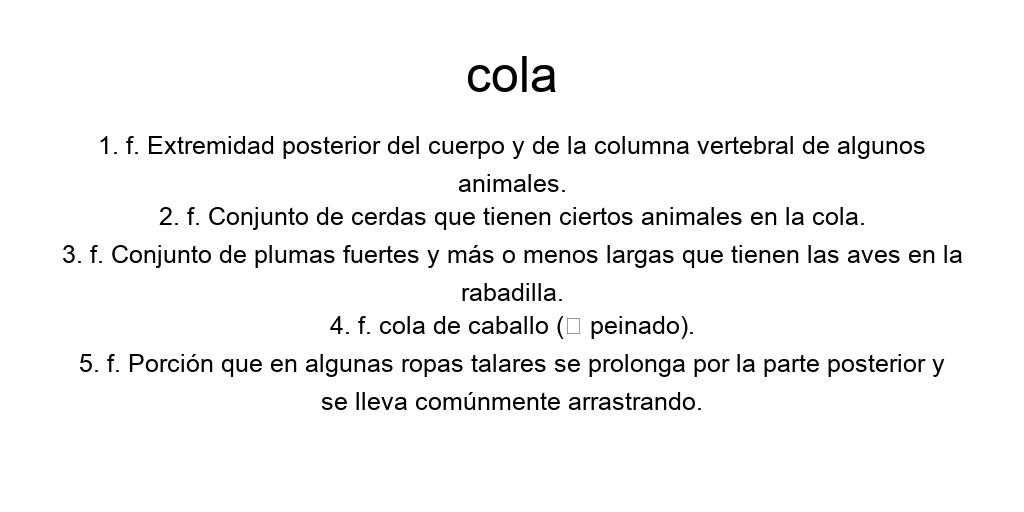 cola
1. f. Extremidad posterior del cuerpo y de la columna vertebral de algunos
animales.
2. f. Conjunto de cerdas que tienen ciertos animales en la cola.
3. f. Conjunto de plumas fuertes y más o menos largas que tienen las aves en la
rabadilla.
4. f. cola de caballo (□ peinado).
5. f. Porción que en algunas ropas talares se prolonga por la parte posterior y
se lleva comúnmente arrastrando.